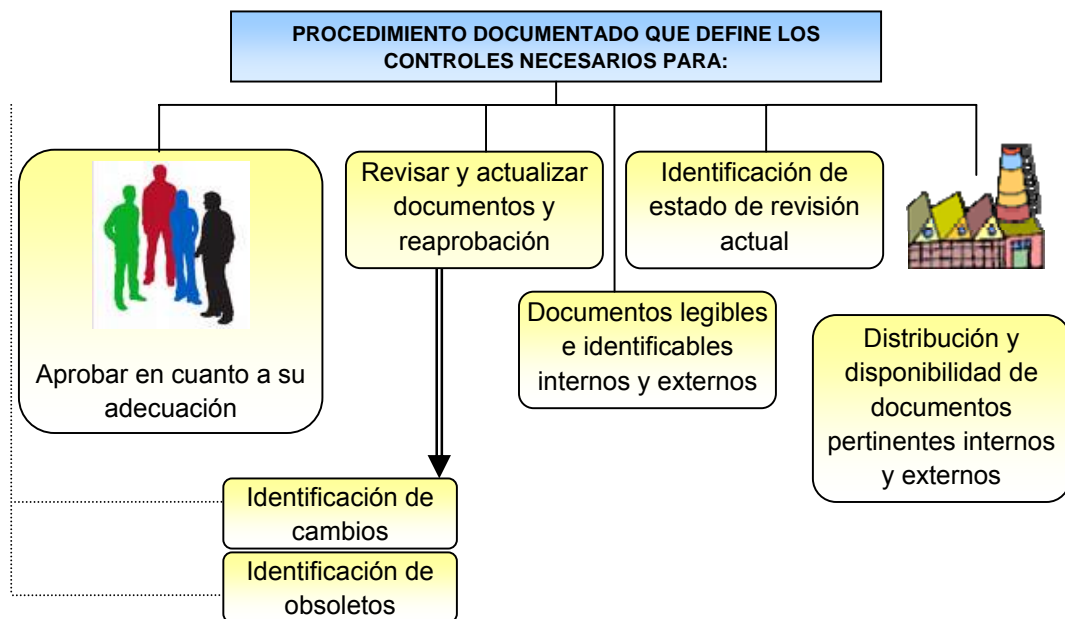 PROCEDIMIENTO DOCUMENTADO QUE DEFINE LOS
CONTROLES NECESARIOS PARA:
Aprobar en cuanto a su
adecuación
Revisar y actualizar
documentos y
reaprobación
Documentos legibles
e identificables
internos y externos
Identificación de
estado de revisión
actual
Distribución y
disponibilidad de
documentos
pertinentes internos
y externos
Identificación de
cambios
Identificación de
obsoletos